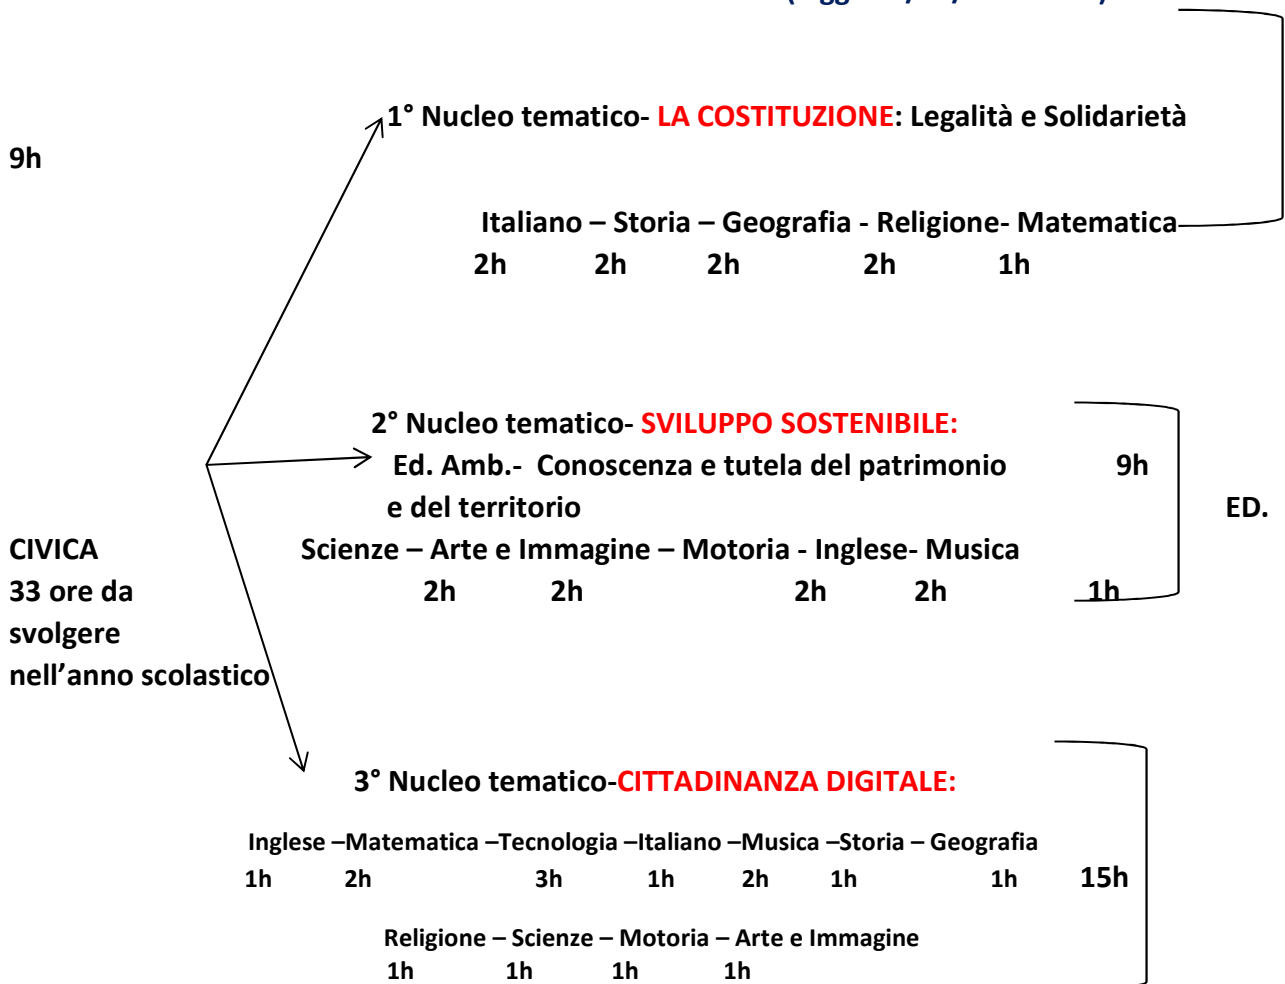 1° Nucleo tematico- LA COSTITUZIONE: Legalità e Solidarietà
9h
Italiano – Storia – Geografia - Religione- Matematica
2h 2h 2h 2h 1h
2° Nucleo tematico- SVILUPPO SOSTENIBILE:
Ed. Amb.- Conoscenza e tutela del patrimonio 9h
e del territorio ED.
CIVICA Scienze – Arte e Immagine – Motoria - Inglese- Musica
33 ore da 2h 2h 2h 2h 1h
svolgere
nell’anno scolastico
3° Nucleo tematico-CITTADINANZA DIGITALE:
Inglese –Matematica –Tecnologia –Italiano –Musica –Storia – Geografia
1h 2h 3h 1h 2h 1h 1h 15h
Religione – Scienze – Motoria – Arte e Immagine
1h 1h 1h 1h